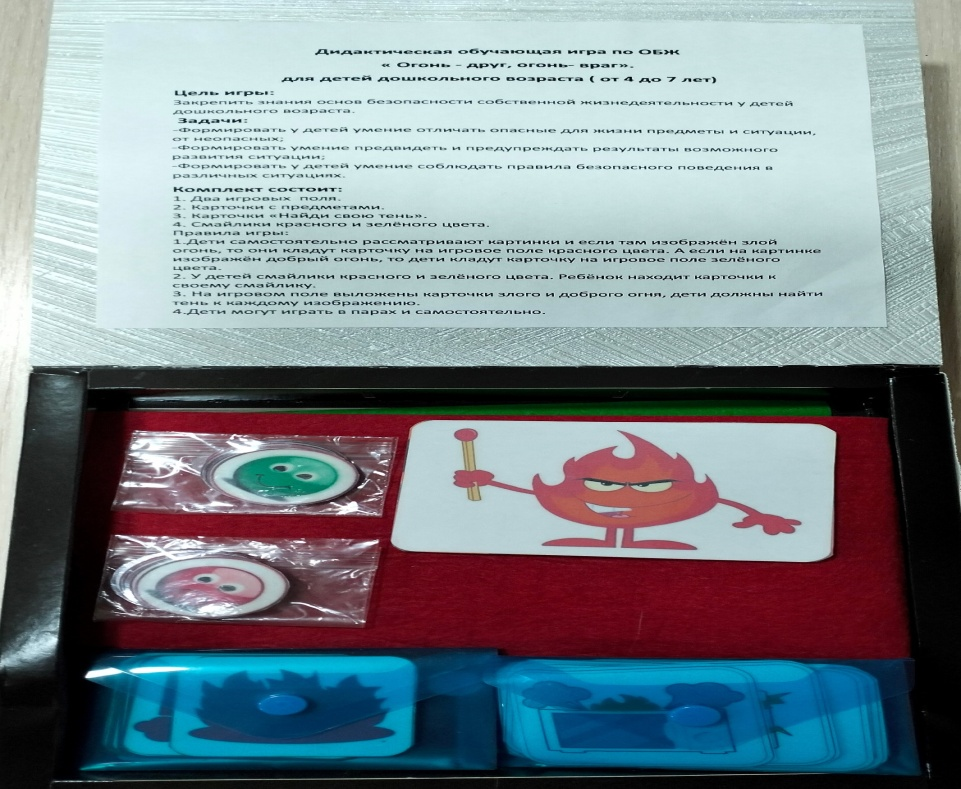 Дидактическая обучающая игра по ОБЖ
« Огонь - друг, огонь- враг».
для детей дошкольного возраста ( от 4 до 7 лет)
Цель игры:
Закрепить знания основ безопасности собственной жизнедеятельности у детей
дошкольного возраста.
Задачи:
-Формировать у детей умение отличать опасные для жизни предметы и ситуации,
от неопасных;
-Формировать умение предвидеть и предупреждать результаты возможного
развития ситуации;
-Формировать у детей умение соблюдать правила безопасного поведения в
различных ситуациях.
Комплект состоит:
1. Два игровых поля.
2. Карточки с предметами.
3. Карточки «Найди свою тень».
4. Смайлики красного и зелёного цвета.
Правила игры:
1.Дети самостоятельно рассматривают картинки и если там изображён злой
огонь, то они кладут карточку на игровое поле красного цвета. А если на картинке
изображён добрый огонь, то дети кладут карточку на игровое поле зелёного
цвета.
2. У детей смайлики красного и зелёного цвета. Ребёнок находит карточки к
своему смайлику.
3. На игровом поле выложены карточки злого и доброго огня, дети должны найти
тень к каждому изображению.
4.Дети могут играть в парах и самостоятельно.